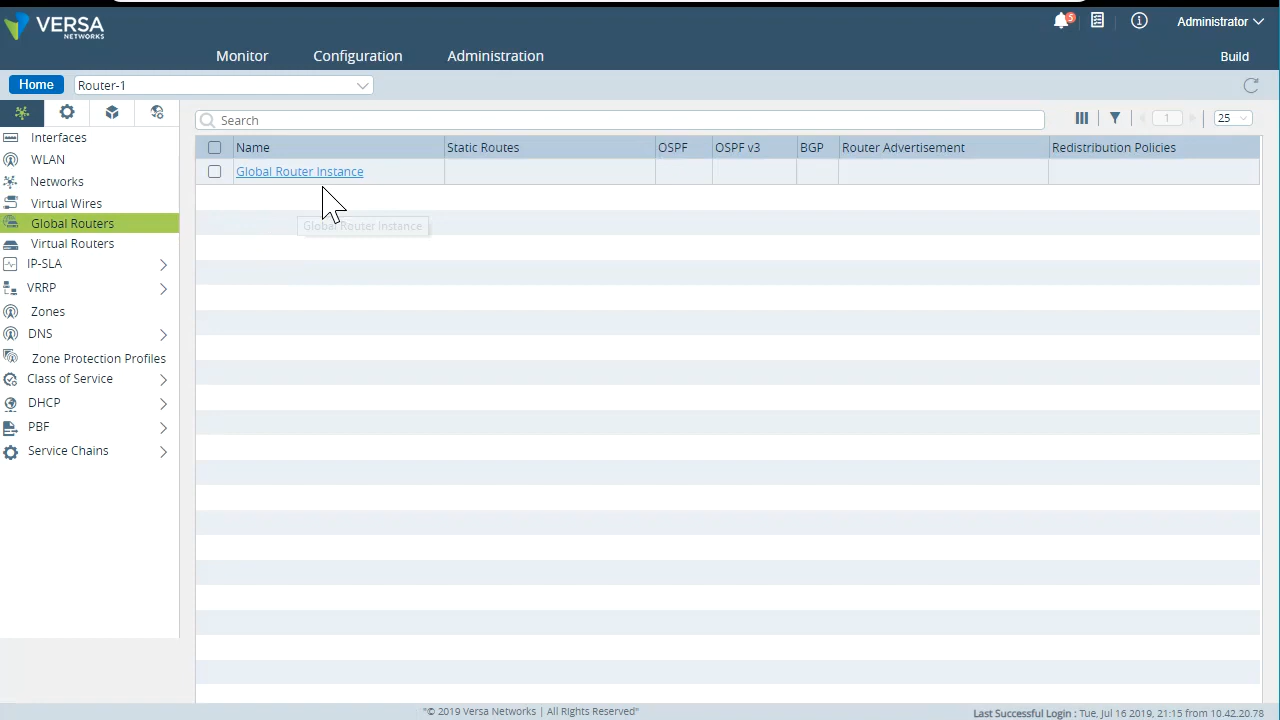 VERSA
NETWORKS
5
Administrator
Monitor Configuration Administration
Build
Home
Router-1
Search
1
25
Interfaces
WLAN
Networks
Virtual Wires
Global Routers
Virtual Routers
IP-SLA
VRRP
Zones
DNS
Zone Protection Profiles
Class of Service
DHCP
PBF
Service Chains
Name Static Routes OSPF OSPF v3 BGP Router Advertisement Redistribution Policies
Global Router Instance
Global Router Instance
"© 2019 Versa Networks | All Rights Reserved"
Last Successful Login : Tue, Jul 16 2019, 21:15 from 10.42.20.78